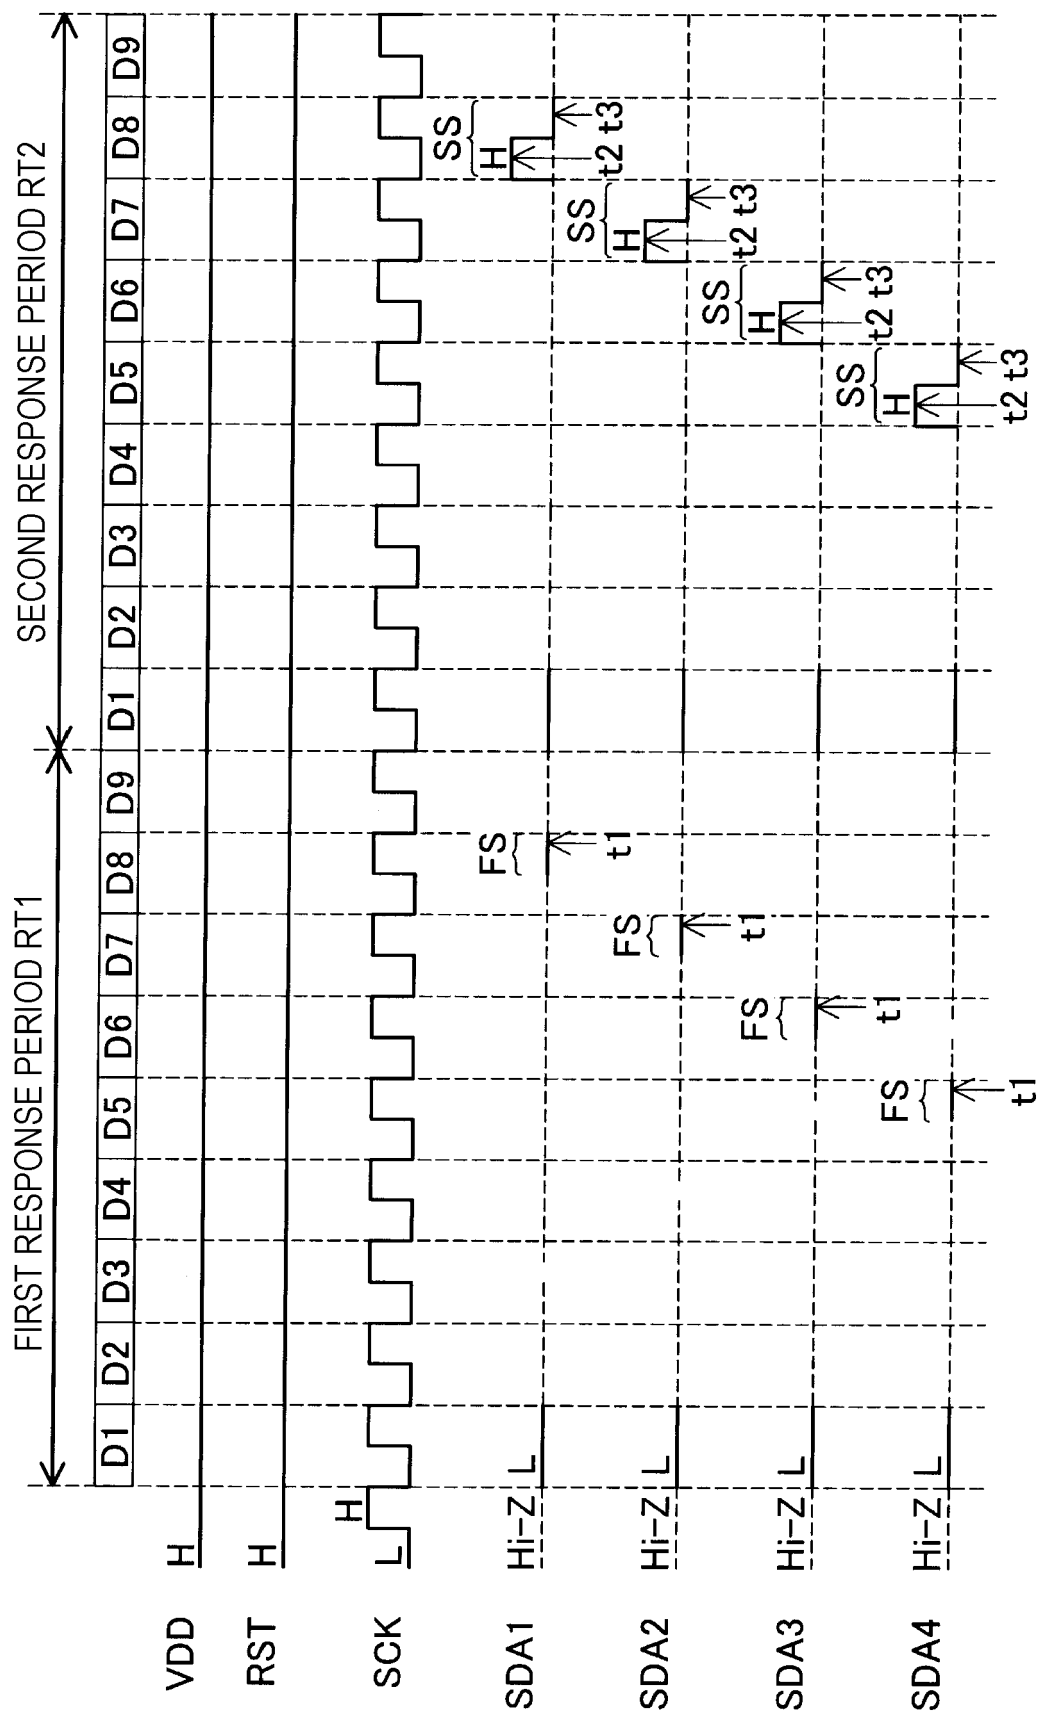 FIRST RESPONSE PERIOD RT1 SECOND RESPONSE PERIOD RT2
D1 D2 D3 D4 D5 D6 D7 D8 D9 D1 D2 D3 D4 D5 D6 D7 D8 D9
VDD H
RST H
SCK L H
SS
H
SDA1 Hi-Z L FS
t1 t2 t3
SS
H
SDA2 Hi-Z L FS
t1 t2 t3
SS
H
SDA3 Hi-Z L FS
t1 t2 t3
SS
H
SDA4 Hi-Z L FS
t1 t2 t3